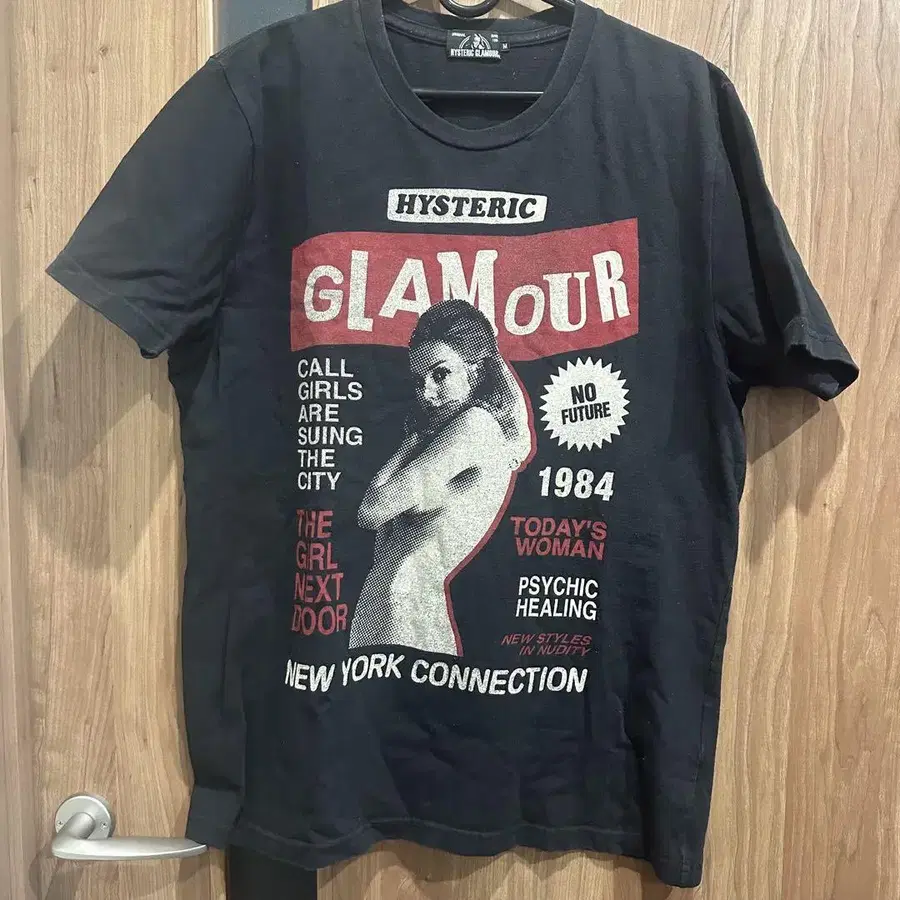 HYSTERIC GLAMOUR
M
HYSTERIC
GLAMOUR
CALL
GIRLS
ARE
SUING
THE
CITY
THE
GIRL
NEXT
DOOR
NO
FUTURE
1984
TODAY'S
WOMAN
PSYCHIC
HEALING
NEW STYLES
IN NUDITY
NEW YORK CONNECTION